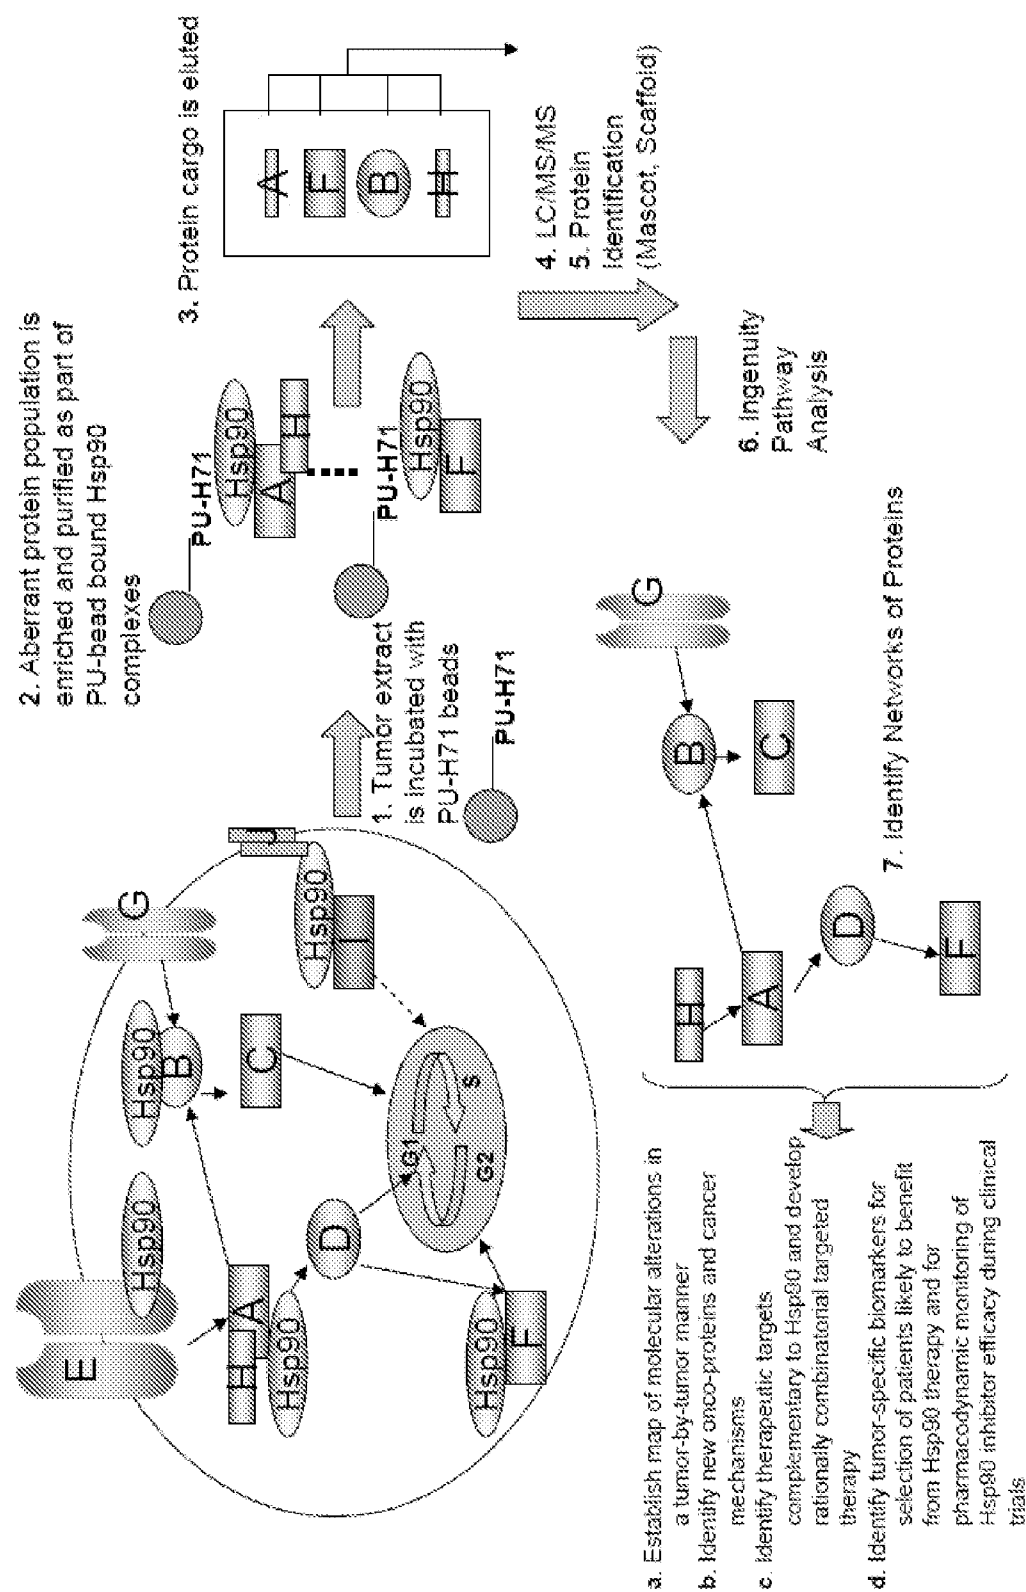 E
Hsp90
Hsp90
B
G
H
A
Hsp90
C
D
Hsp90
F
Hsp90
I
J
G1
S
G2
1. Tumor extract
is incubated with
PU-H71 beads
PU-H71
2. Aberrant protein population is
enriched and purified as part of
PU-bead bound Hsp90
complexes
PU-H71
Hsp90
A
H
PU-H71
Hsp90
F
3. Protein cargo is eluted
A
F
B
H
4. LC/MS/MS
5. Protein
Identification
(Mascot, Scaffold)
6. Ingenuity
Pathway
Analysis
7. Identify Networks of Proteins
H
A
B
G
C
D
F
a. Establish map of molecular alterations in
a tumor-by-tumor manner
b. Identify new onco-proteins and cancer
mechanisms
c. Identify therapeutic targets
complementary to Hsp90 and develop
rationally combinatorial targeted
therapy
d. Identify tumor-specific biomarkers for
selection of patients likely to benefit
from Hsp90 therapy and for
pharmacodynamic monitoring of
Hsp90 inhibitor efficacy during clinical
trials